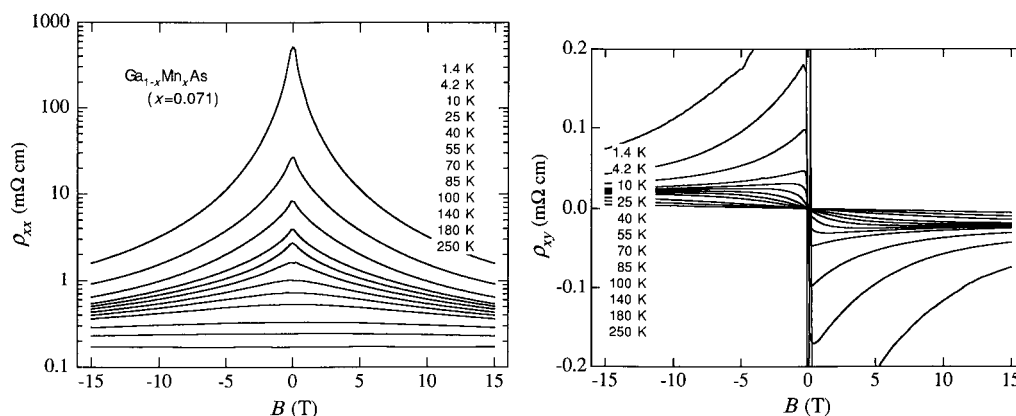 1000
100
10
1
0.1
ρxx (mΩ cm)
Ga1-xMnxAs
(x=0.071)
1.4 K
4.2 K
10 K
25 K
40 K
55 K
70 K
85 K
100 K
140 K
180 K
250 K
-15 -10 -5 0 5 10 15
B (T)
0.2
0.1
0.0
-0.1
-0.2
ρxy (mΩ cm)
1.4 K
4.2 K
10 K
25 K
40 K
55 K
70 K
85 K
100 K
140 K
180 K
250 K
-15 -10 -5 0 5 10 15
B (T)